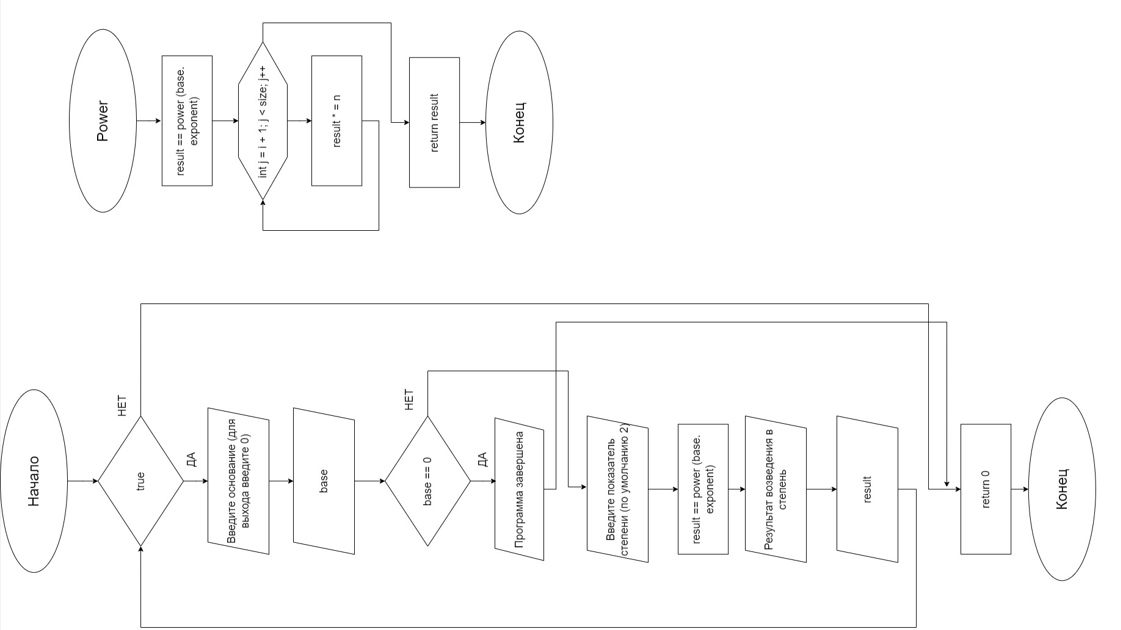 Power
result == power (base.
exponent)
int j = i + 1; j < size; j++
result * = n
return result
Конец
Начало
true
НЕТ
ДА
Введите основание (для
выхода введите 0)
base
base == 0
НЕТ
ДА
Программа завершена
Введите показатель
степени (по умолчанию 2)
result == power (base.
exponent)
Результат возведения в
степень
result
return 0
Конец